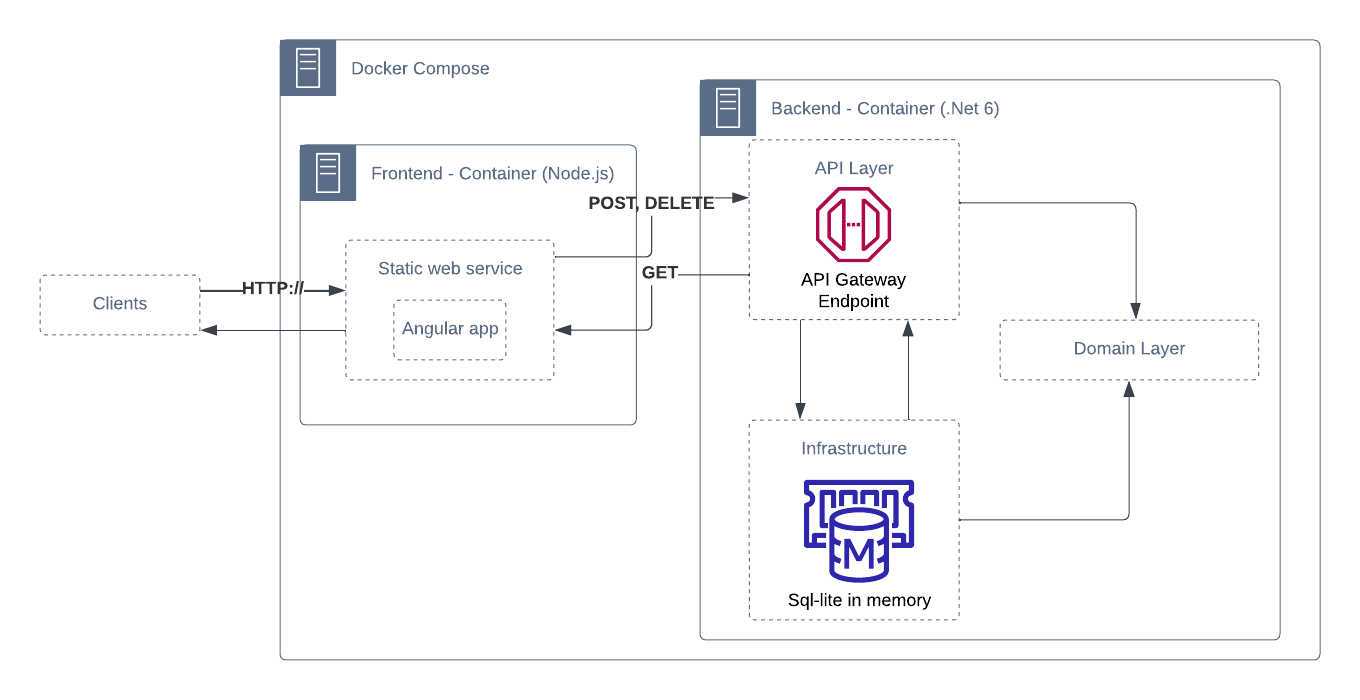 Docker Compose
Backend - Container (.Net 6)
Frontend - Container (Node.js)
API Layer
POST, DELETE
Static web service
GET
API Gateway
Endpoint
HTTP://
Clients
Angular app
Domain Layer
Infrastructure
M
Sql-lite in memory